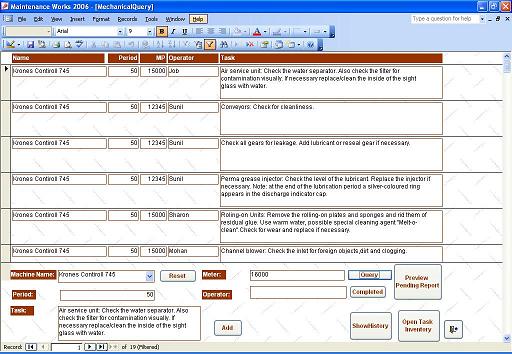 Maintenance Works 2006 - [MechanicalQuery]
File Edit View Insert Format Records Tools Window Help
Type a question for help
Arial 9 B I U
Name Period MP Operator Task
Krones Controll 745 50 15000 Job Air service unit: Check the water separator. Also check the filter for
contamination visually. If necessary replace/clean the inside of the sight
glass with water.
Krones Controll 745 50 12345 Sunil Conveyors: Check for cleanliness.
Krones Controll 745 50 12345 Sunil Check all gears for leakage. Add lubricant or reseal gear if necessary.
Krones Controll 745 50 12345 Sunil Perma grease injector: Check the level of the lubricant. Replace the injector if
necessary. Note: at the end of the lubrication period a silver-coloured ring
appears in the discharge indicator cap.
Krones Controll 745 50 15000 Sharon Rolling-on Units: Remove the rolling-on plates and sponges and rid them of
residual glue. Use warm water, possible special cleaning agent "Melt-o-
clean".Check for wear and replace if necessary.
Krones Controll 745 50 15000 Mohan Channel blower: Check the inlet for foreign objects,dirt and clogging.
Machine Name: Krones Controll 745 Reset Meter: 16000 Query Preview
Pending Report
Period: 50 Operator: Completed
Task: Air service unit: Check the water separator. Also
check the filter for contamination visually. If
necessary replace/clean the inside of the sight
glass with water.
Add ShowHistory Open Task
Inventory
Record: 1 of 19 (Filtered)